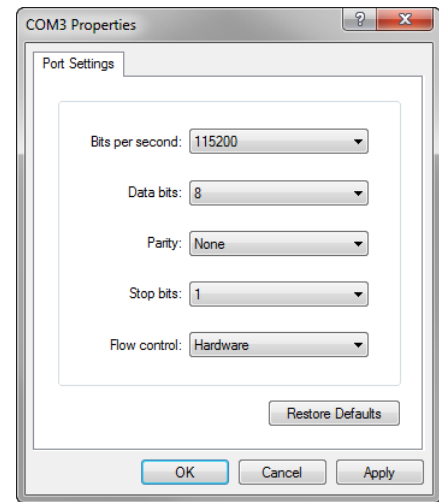 COM3 Properties
Port Settings
Bits per second: 115200
Data bits: 8
Parity: None
Stop bits: 1
Flow control: Hardware
Restore Defaults
OK Cancel Apply